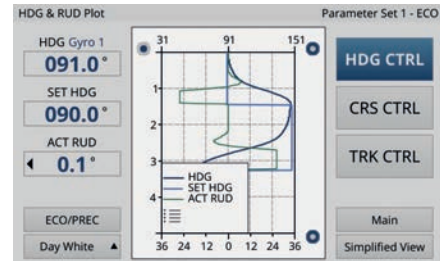 HDG & RUD Plot
Parameter Set 1 - ECO
HDG Gyro 1
091.0°
SET HDG
090.0°
ACT RUD
0.1°
ECO/PREC
Day White
31 91 151
1
2
3
4
HDG
SET HDG
ACT RUD
36 24 12 0 12 24 36
HDG CTRL
CRS CTRL
TRK CTRL
Main
Simplified View